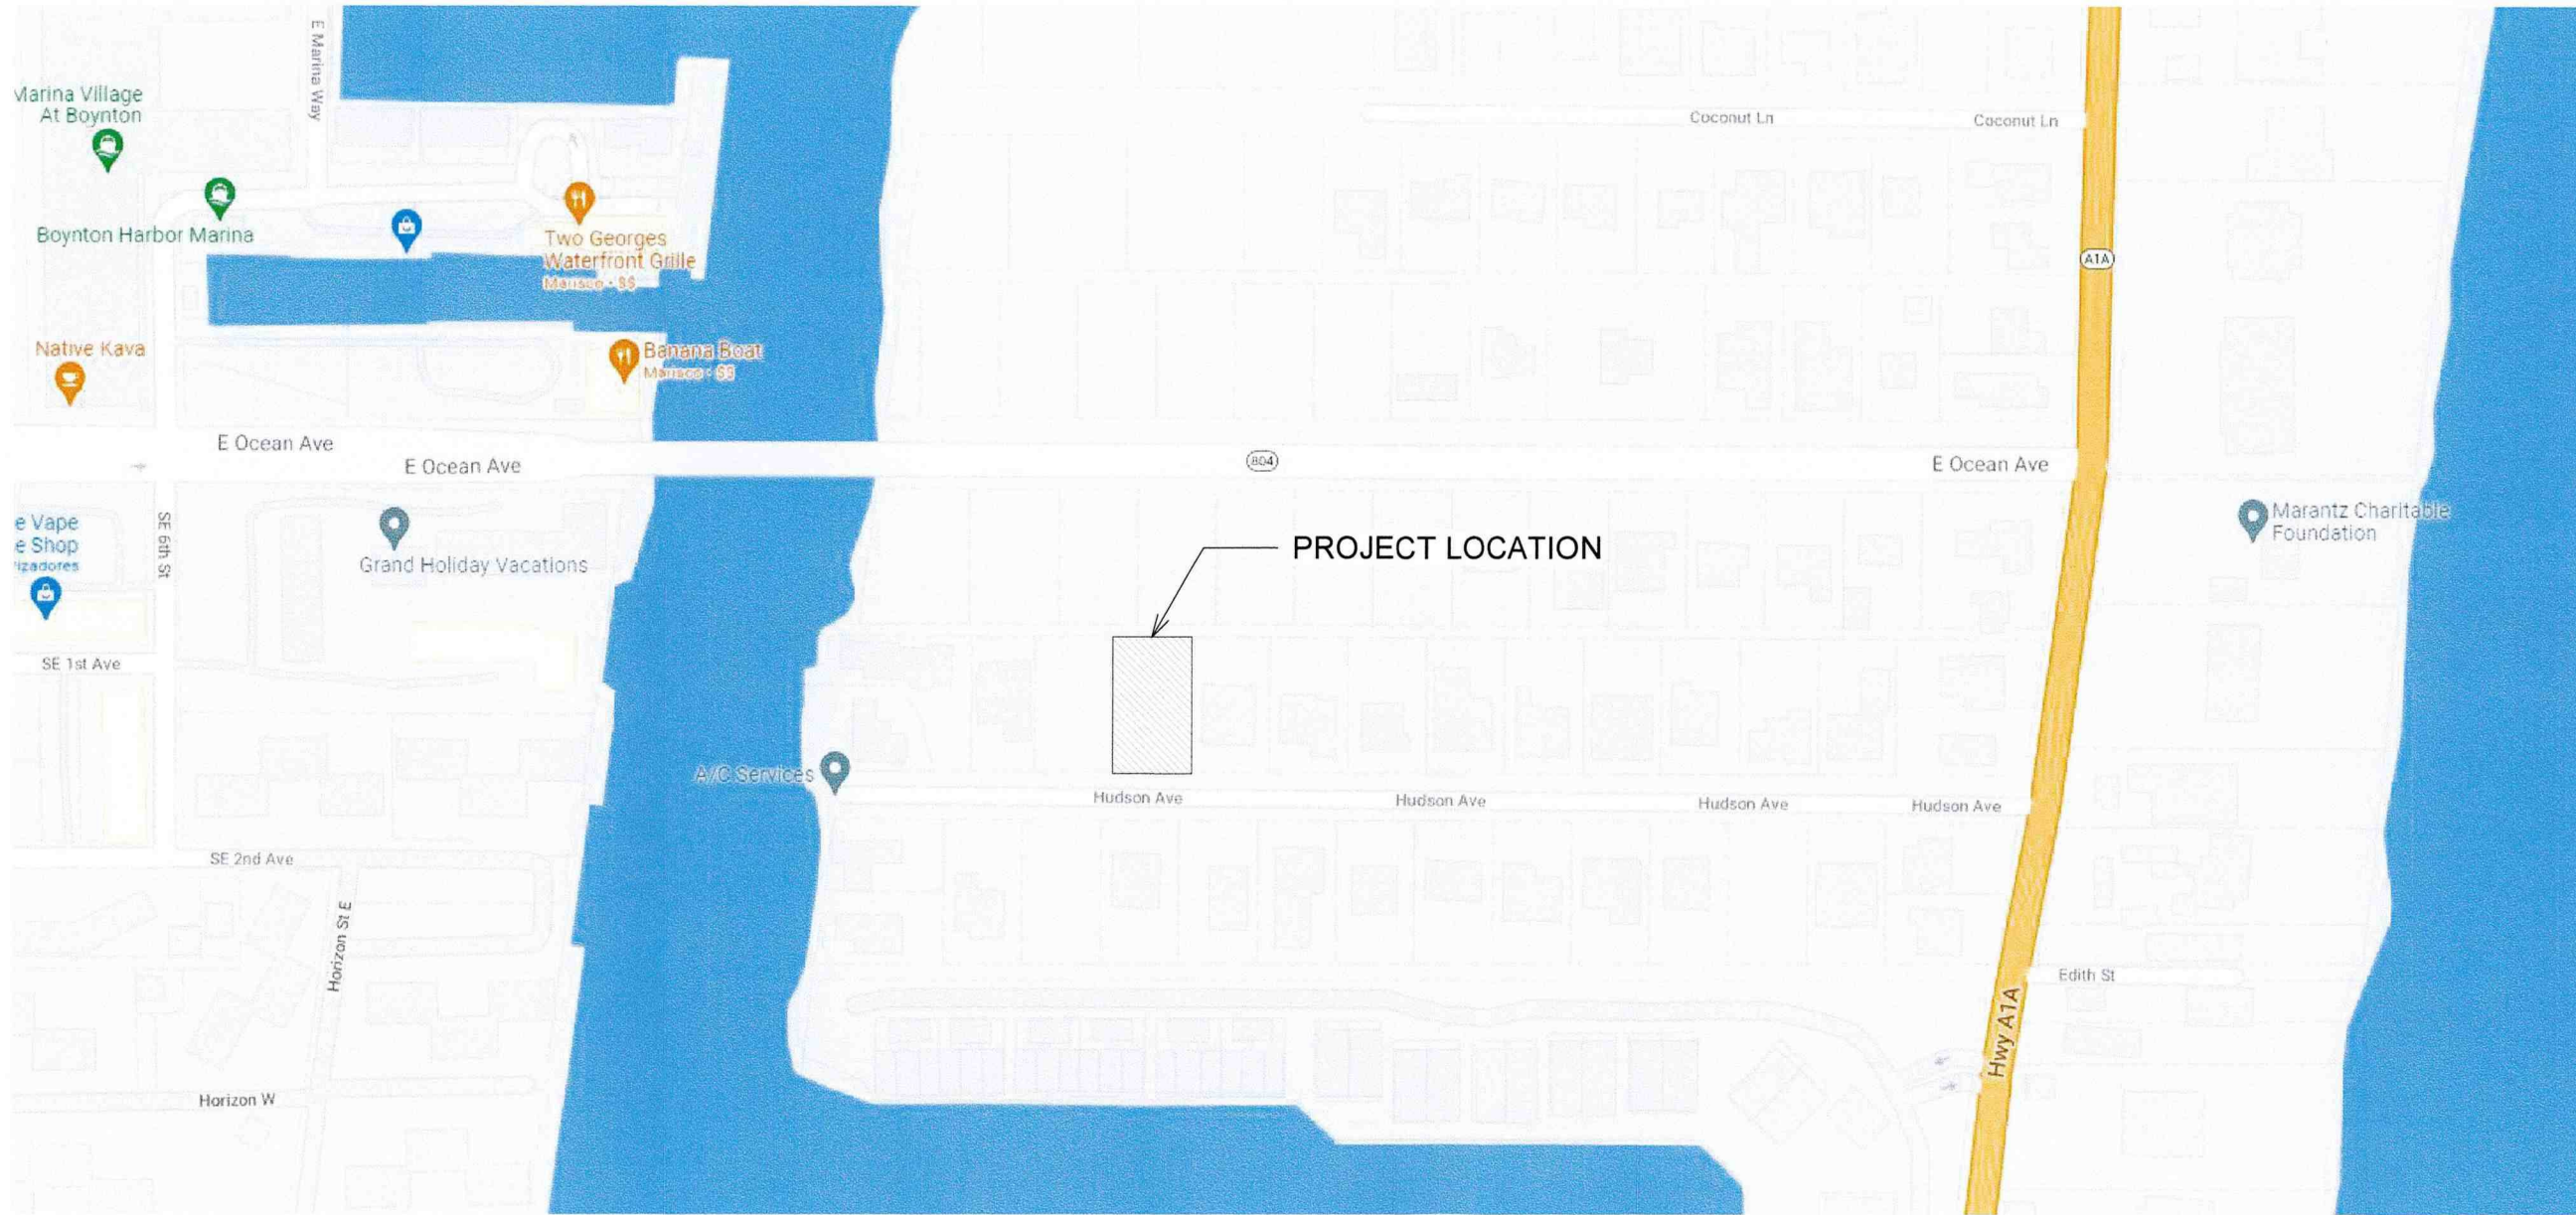 E Marina Way
Marina Village
At Boynton
Coconut Ln
Coconut Ln
Boynton Harbor Marina
Two Georges
Waterfront Grille
Marisco · $$
A1A
Native Kava
Banana Boat
Marisco · $$
E Ocean Ave
E Ocean Ave
804
E Ocean Ave
e Vape
e Shop
rizadores
SE 6th St
Grand Holiday Vacations
PROJECT LOCATION
Marantz Charitable
Foundation
SE 1st Ave
A/C Services
Hudson Ave
Hudson Ave
Hudson Ave
Hudson Ave
SE 2nd Ave
Horizon St E
Edith St
Hwy A1A
Horizon W